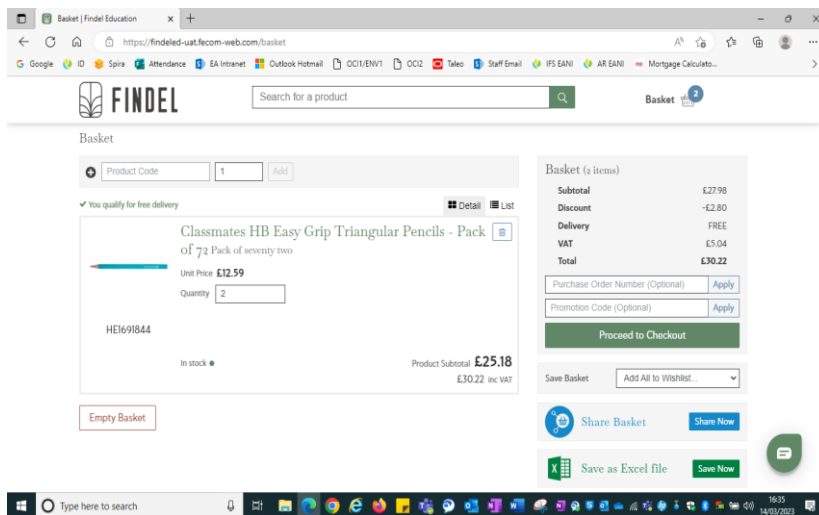 Basket | Findel Education
https://findeled-uat.fecom-web.com/basket
Google ID Spira Attendance EA Intranet Outlook Hotmail OCI1/ENV1 OCI2 Taleo Staff Email IFS EANI AR EANI Mortgage Calculato...
FINDEL
Search for a product
Basket 2
Basket
Product Code 1 Add
You qualify for free delivery
Detail List
Classmates HB Easy Grip Triangular Pencils - Pack
of 72 Pack of seventy two
Unit Price £12.59
Quantity 2
HE1691844
In stock
Product Subtotal £25.18
£30.22 inc VAT
Empty Basket
Basket (2 items)
Subtotal £27.98
Discount -£2.80
Delivery FREE
VAT £5.04
Total £30.22
Purchase Order Number (Optional) Apply
Promotion Code (Optional) Apply
Proceed to Checkout
Save Basket Add All to Wishlist...
Share Basket Share Now
Save as Excel file Save Now
Type here to search
16:35
14/03/2023